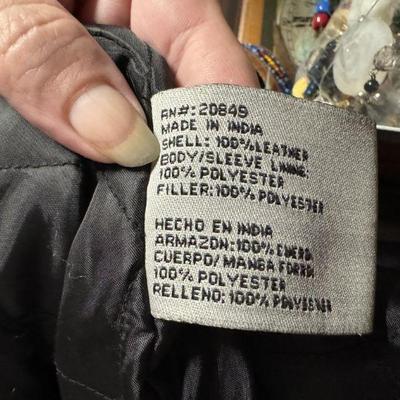 RN#: 20849
MADE IN INDIA
SHELL: 100% LEATHER
BODY/SLEEVE LINING:
100% POLYESTER
FILLER: 100% POLYESTER
HECHO EN INDIA
ARMAZON: 100% CUERO
CUERPO/MANGA FORRA
100% POLYESTER
RELLENO: 100% POLYESTER